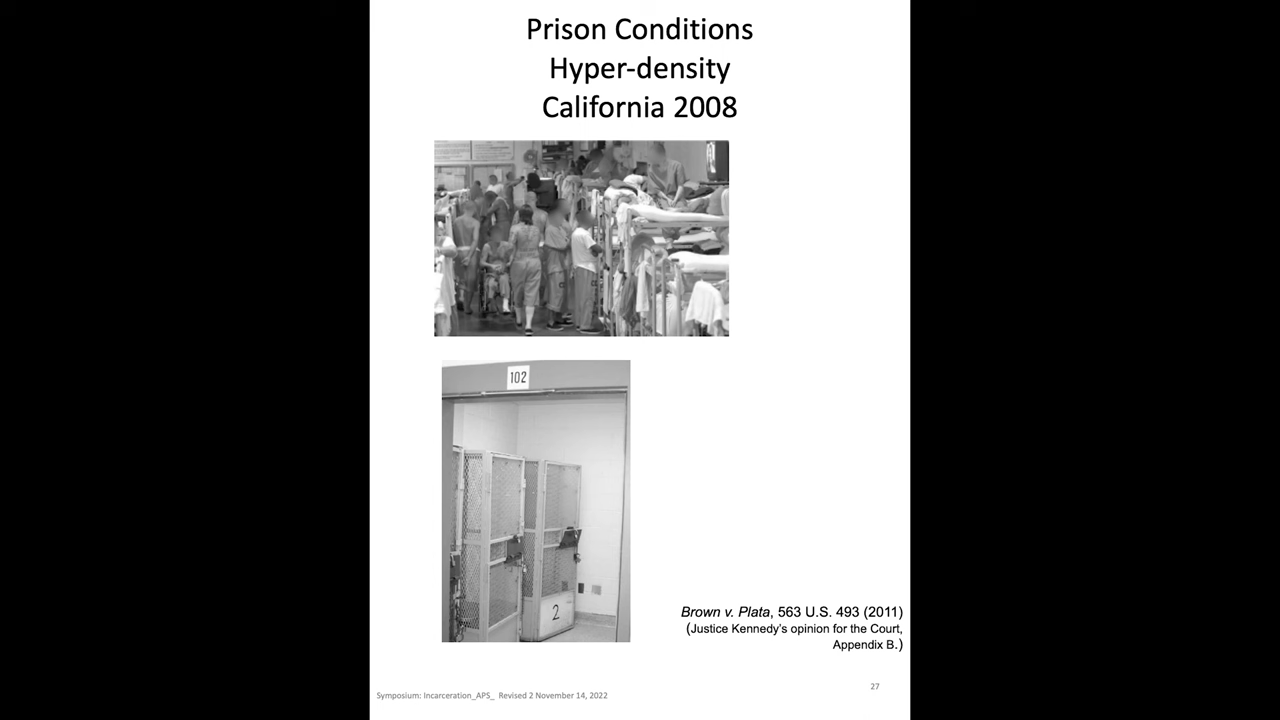 Prison Conditions
Hyper-density
California 2008
102
2
Brown v. Plata, 563 U.S. 493 (2011)
(Justice Kennedy's opinion for the Court,
Appendix B.)
27
Symposium: Incarceration_APS_ Revised 2 November 14, 2022